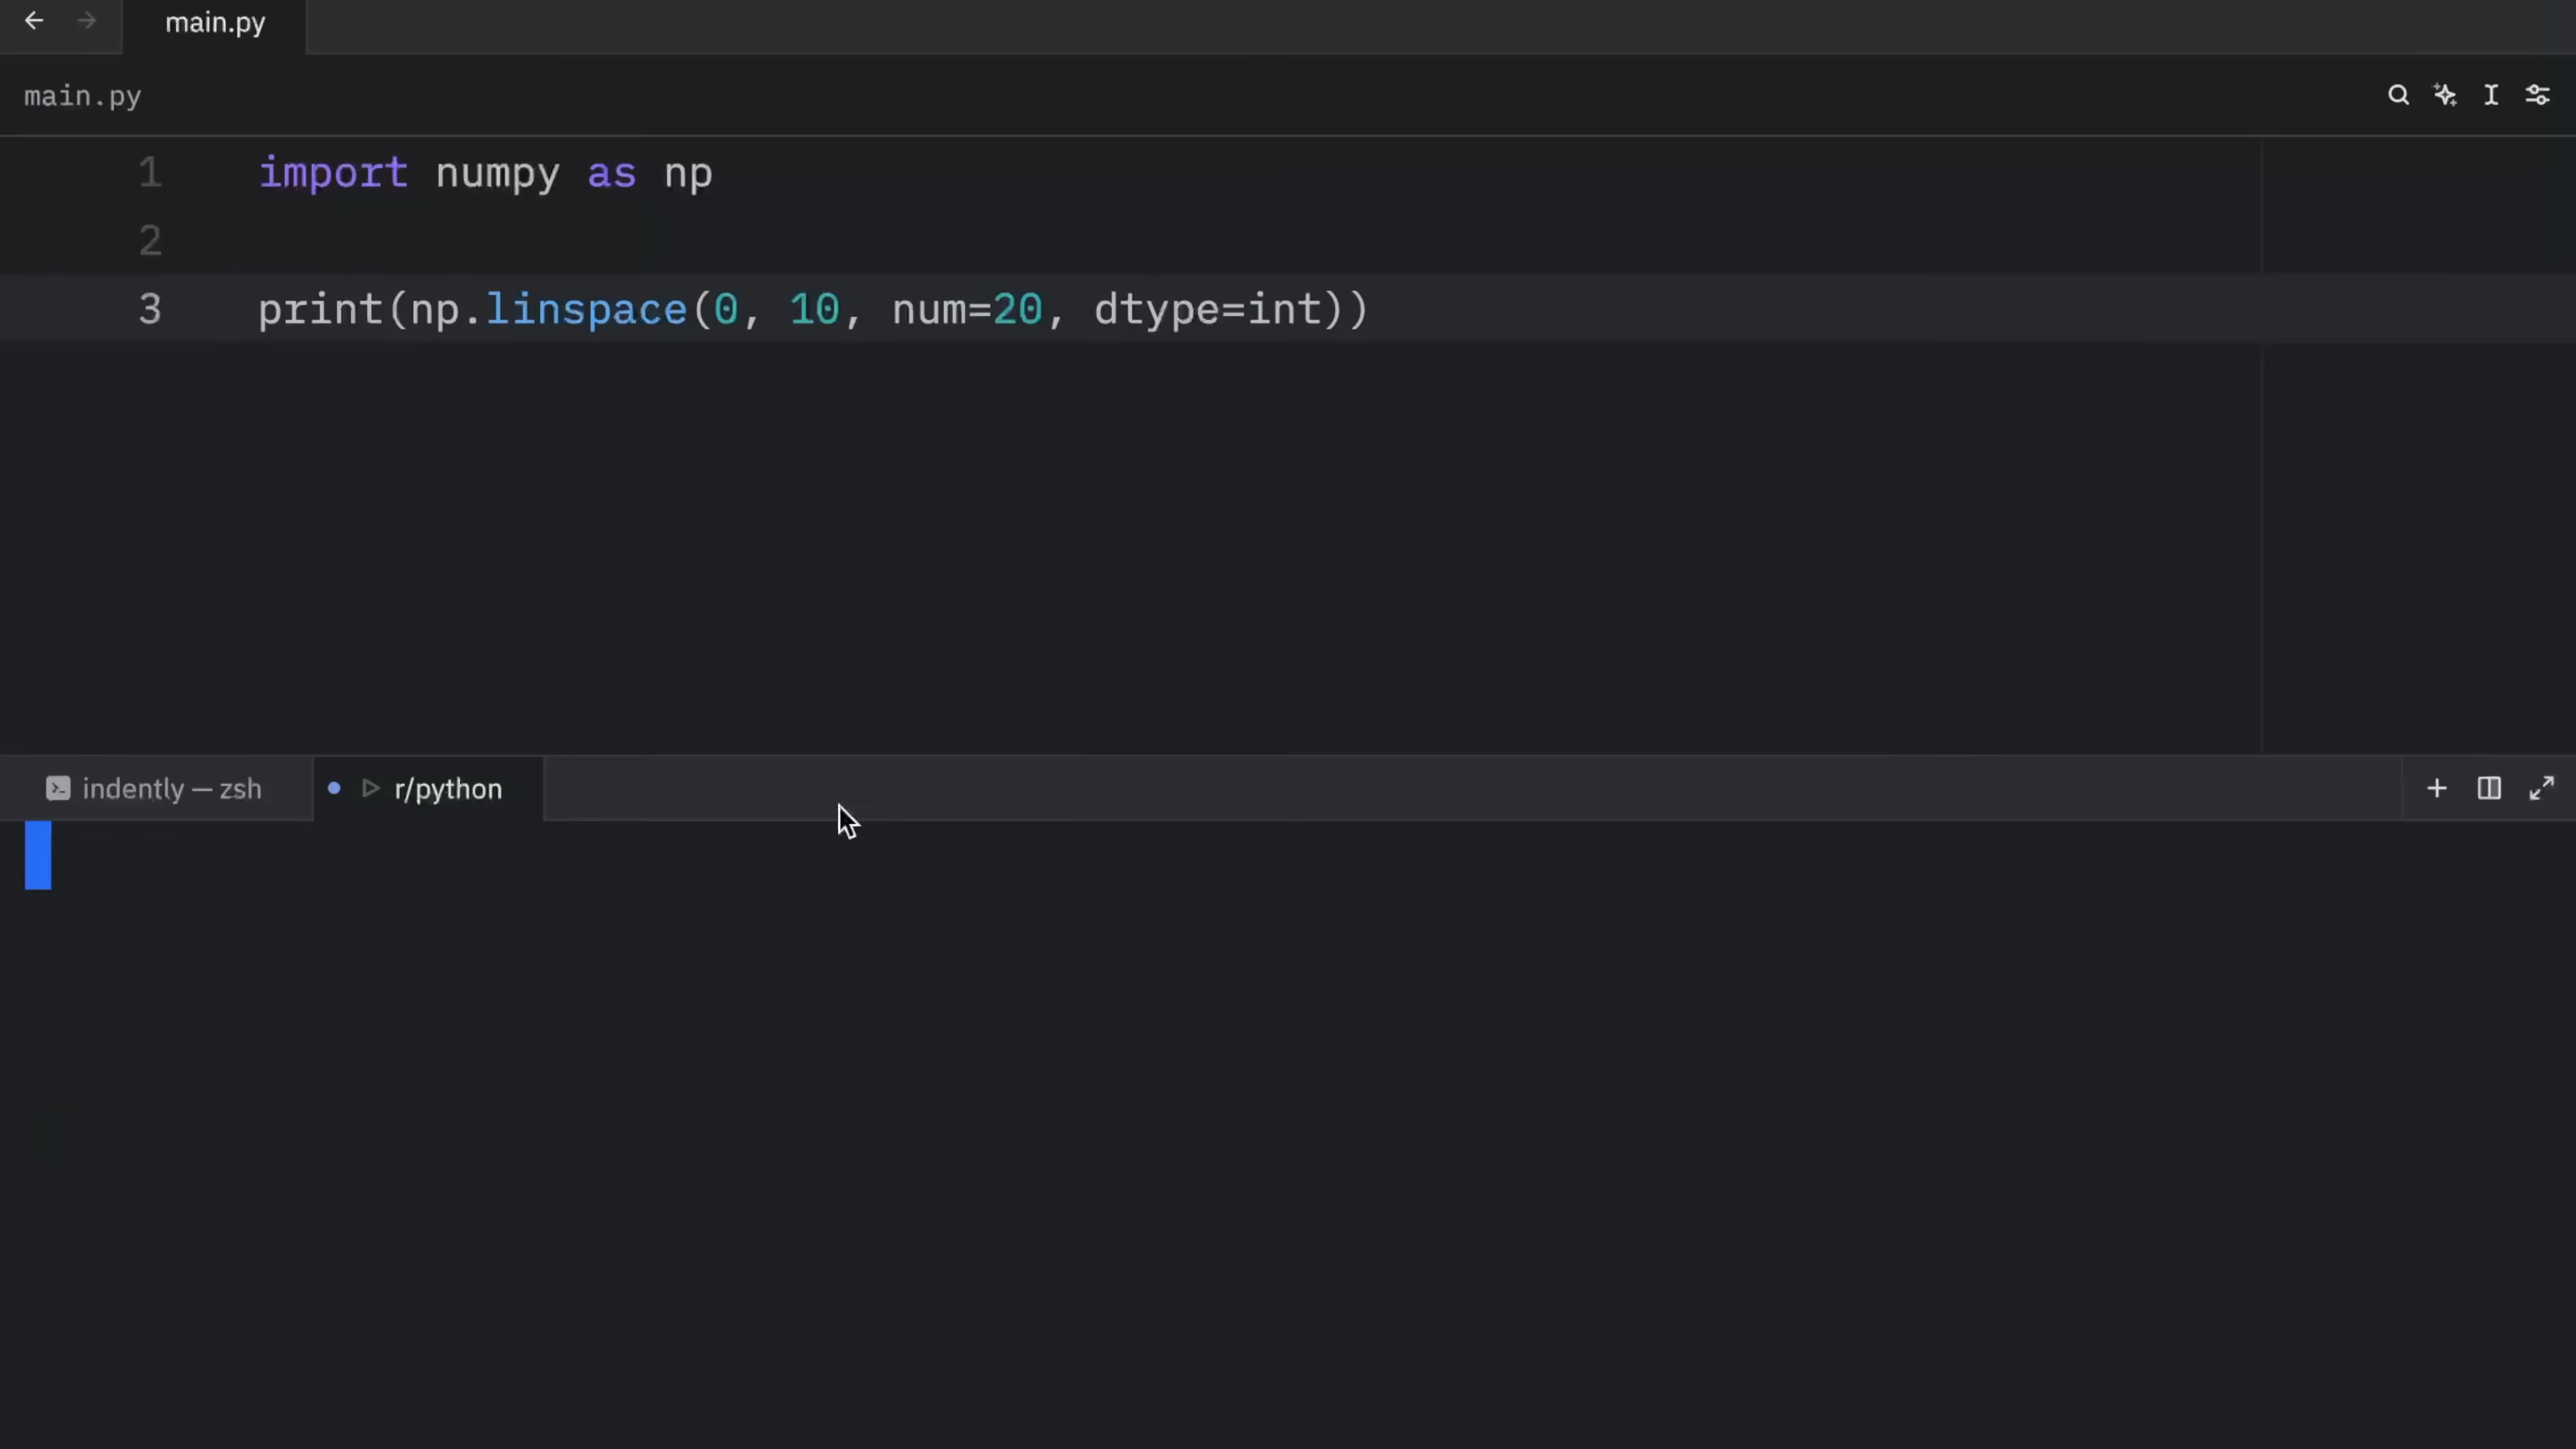 main.py
main.py
1 import numpy as np
2
3 print(np.linspace(0, 10, num=20, dtype=int))
indently — zsh
r/python